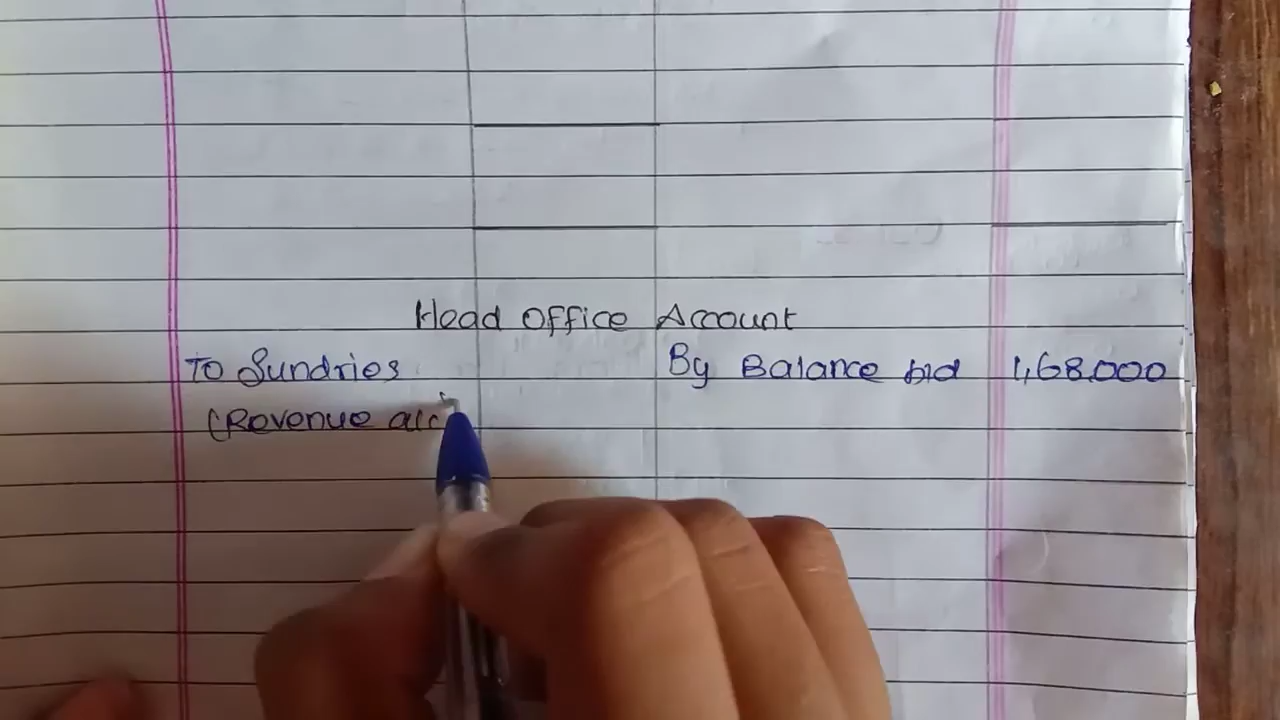 Head Office Account
To Sundries By Balance b/d 1,68,000
(Revenue a/c